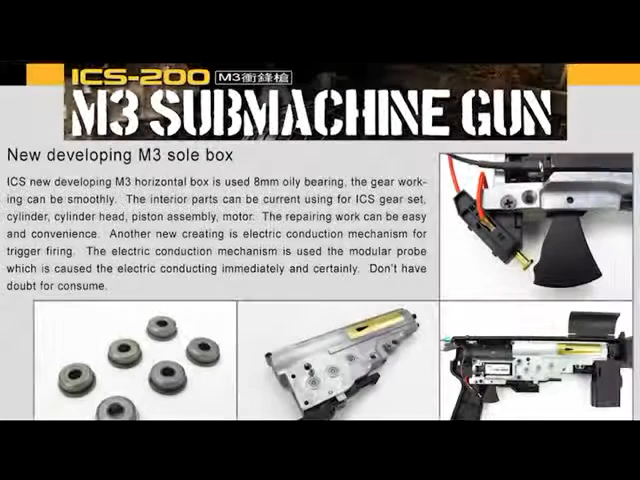 ICS-200 M3衝鋒槍
M3 SUBMACHINE GUN
New developing M3 sole box
ICS new developing M3 horizontal box is used 8mm oily bearing, the gear work-
ing can be smoothly. The interior parts can be current using for ICS gear set,
cylinder, cylinder head, piston assembly, motor. The repairing work can be easy
and convenience. Another new creating is electric conduction mechanism for
trigger firing. The electric conduction mechanism is used the modular probe
which is caused the electric conducting immediately and certainly. Don't have
doubt for consume.